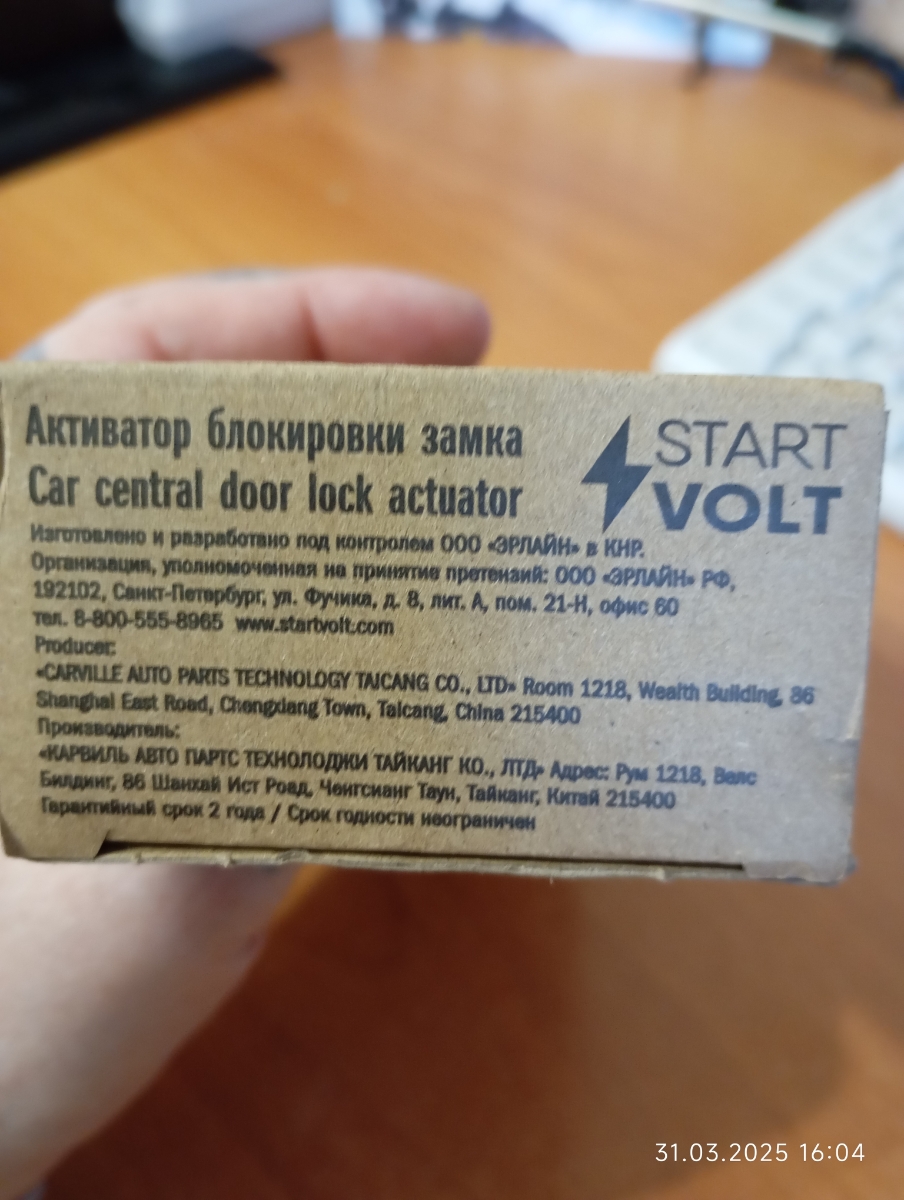 Активатор блокировки замка
Car central door lock actuator
START
VOLT
Изготовлено и разработано под контролем ООО «ЭРЛАЙН» в КНР.
Организация, уполномоченная на принятие претензий: ООО «ЭРЛАЙН» РФ,
192102, Санкт-Петербург, ул. Фучика, д. 8, лит. А, пом. 21-Н, офис 60
тел. 8-800-555-8965 www.startvolt.com
Producer:
«CARVILLE AUTO PARTS TECHNOLOGY TAICANG CO., LTD» Room 1218, Wealth Building, 86
Shanghai East Road, Chengxiang Town, Taicang, China 215400
Производитель:
«КАРВИЛЬ АВТО ПАРТС ТЕХНОЛОДЖИ ТАЙКАНГ КО., ЛТД» Адрес: Рум 1218, Велс
Билдинг, 86 Шанхай Ист Роад, Ченгсианг Таун, Тайканг, Китай 215400
Гарантийный срок 2 года / Срок годности неограничен
31.03.2025 16:04